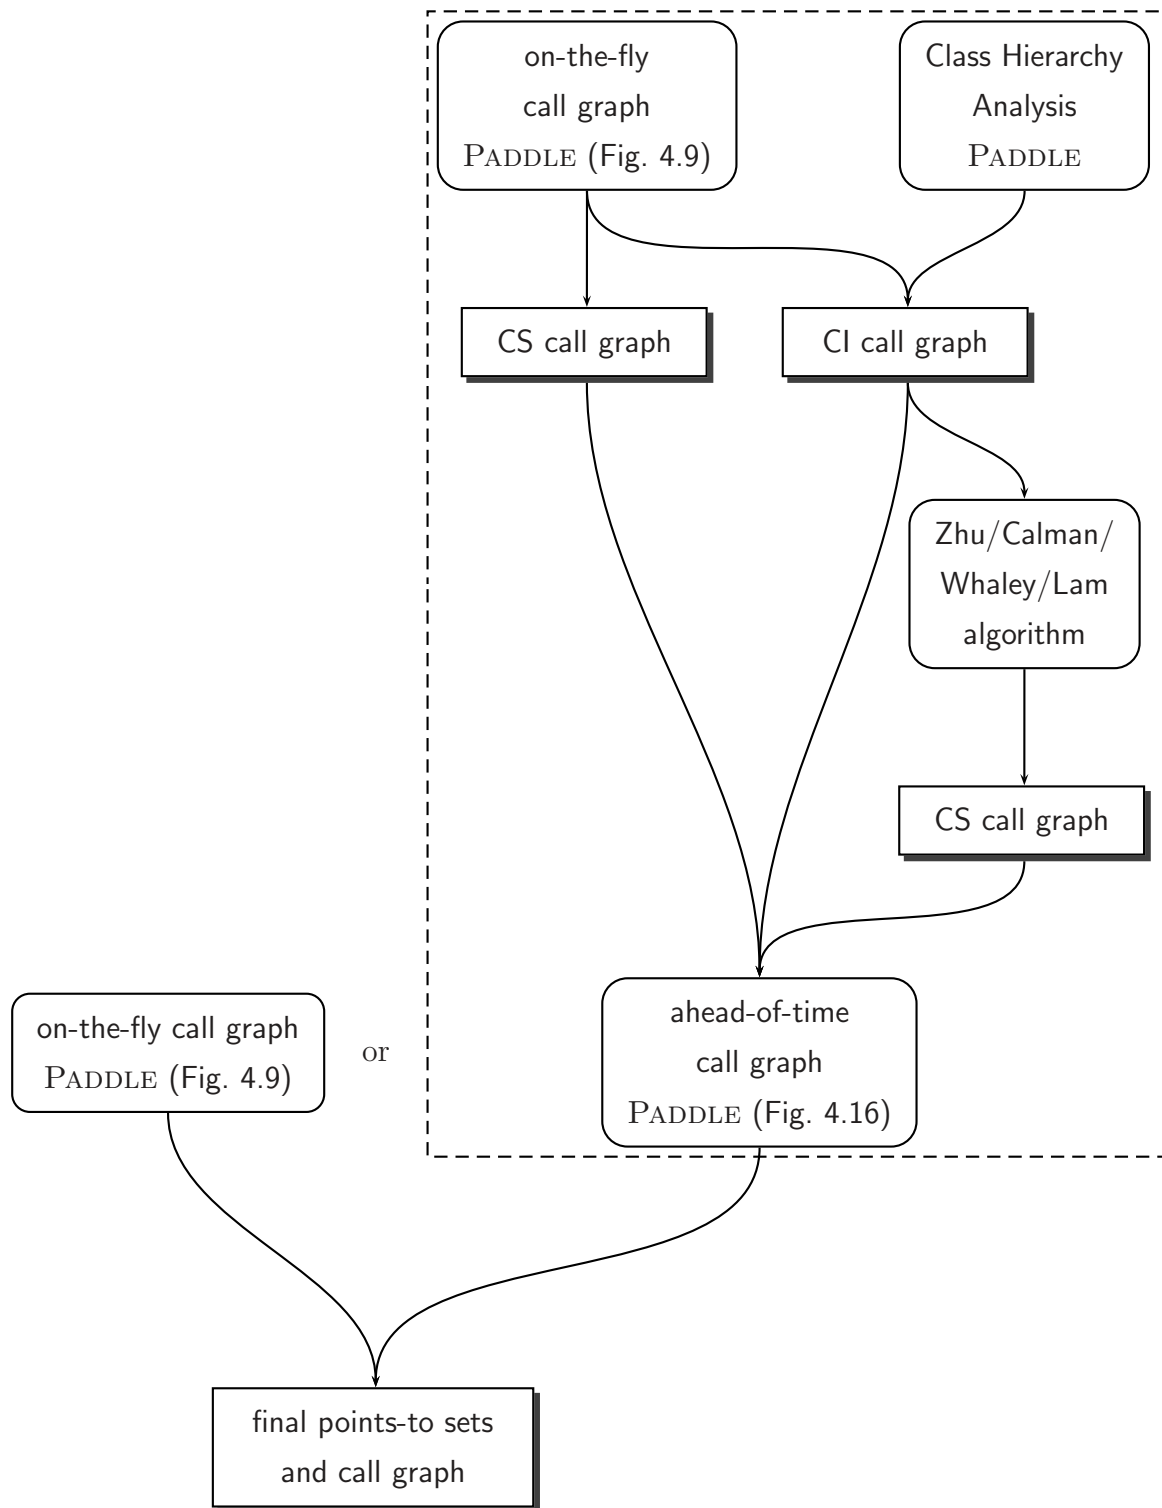 on-the-fly
call graph
PADDLE (Fig. 4.9)
Class Hierarchy
Analysis
PADDLE
CS call graph
CI call graph
Zhu/Calman/
Whaley/Lam
algorithm
CS call graph
ahead-of-time
call graph
PADDLE (Fig. 4.16)
on-the-fly call graph
PADDLE (Fig. 4.9)
or
final points-to sets
and call graph